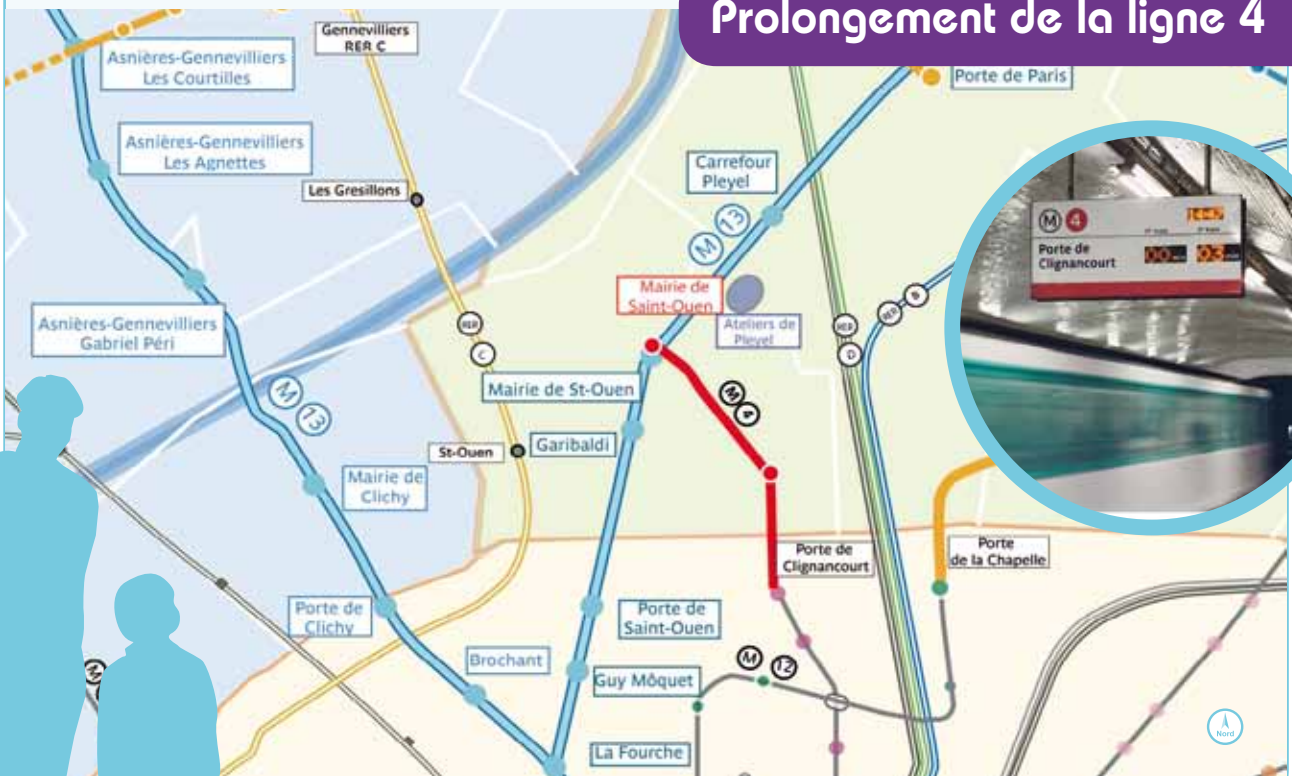 Prolongement de la ligne 4
Gennevilliers
RER C
Asnières-Gennevilliers
Les Courtilles
Porte de Paris
Asnières-Gennevilliers
Les Agnettes
Carrefour
Pleyel
Les Gresillons
M 13
M 4
Porte de
Clignancourt
00
03
Mairie de
Saint-Ouen
Ateliers de
Pleyel
RER B
RER D
RER C
Asnières-Gennevilliers
Gabriel Péri
Mairie de St-Ouen
M 4
M 13
St-Ouen
Garibaldi
Mairie de
Clichy
Porte de
Clignancourt
Porte
de la Chapelle
Porte de
Clichy
Porte de
Saint-Ouen
Brochant
M 12
Guy Môquet
M
La Fourche
Nord